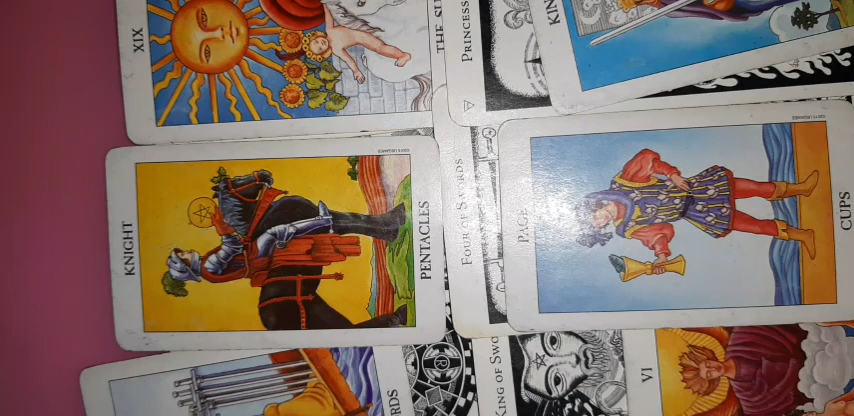 XIX
THE SU
PRINCESS
KIN
KNIGHT
PENTACLES
FOUR OF SWORDS
PAGE
CUPS
RDS
KING OF SWO
VI